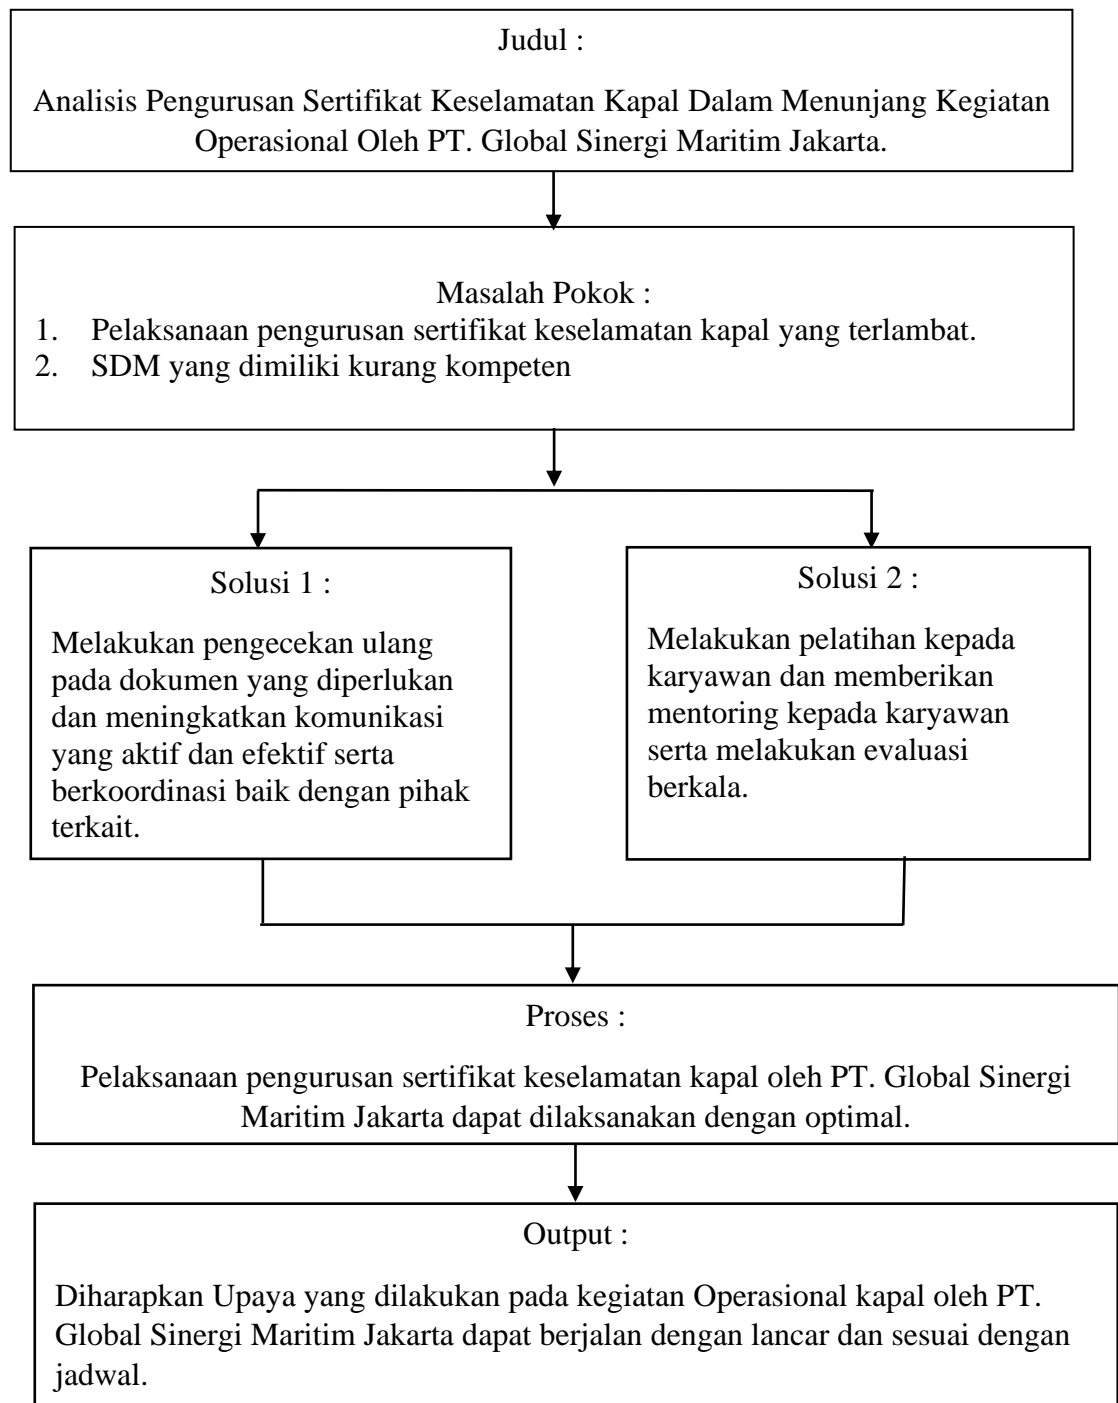 Judul :
Analisis Pengurusan Sertifikat Keselamatan Kapal Dalam Menunjang Kegiatan
Operasional Oleh PT. Global Sinergi Maritim Jakarta.
Masalah Pokok :
1. Pelaksanaan pengurusan sertifikat keselamatan kapal yang terlambat.
2. SDM yang dimiliki kurang kompeten
Solusi 1 :
Melakukan pengecekan ulang
pada dokumen yang diperlukan
dan meningkatkan komunikasi
yang aktif dan efektif serta
berkoordinasi baik dengan pihak
terkait.
Solusi 2 :
Melakukan pelatihan kepada
karyawan dan memberikan
mentoring kepada karyawan
serta melakukan evaluasi
berkala.
Proses :
Pelaksanaan pengurusan sertifikat keselamatan kapal oleh PT. Global Sinergi
Maritim Jakarta dapat dilaksanakan dengan optimal.
Output :
Diharapkan Upaya yang dilakukan pada kegiatan Operasional kapal oleh PT.
Global Sinergi Maritim Jakarta dapat berjalan dengan lancar dan sesuai dengan
jadwal.